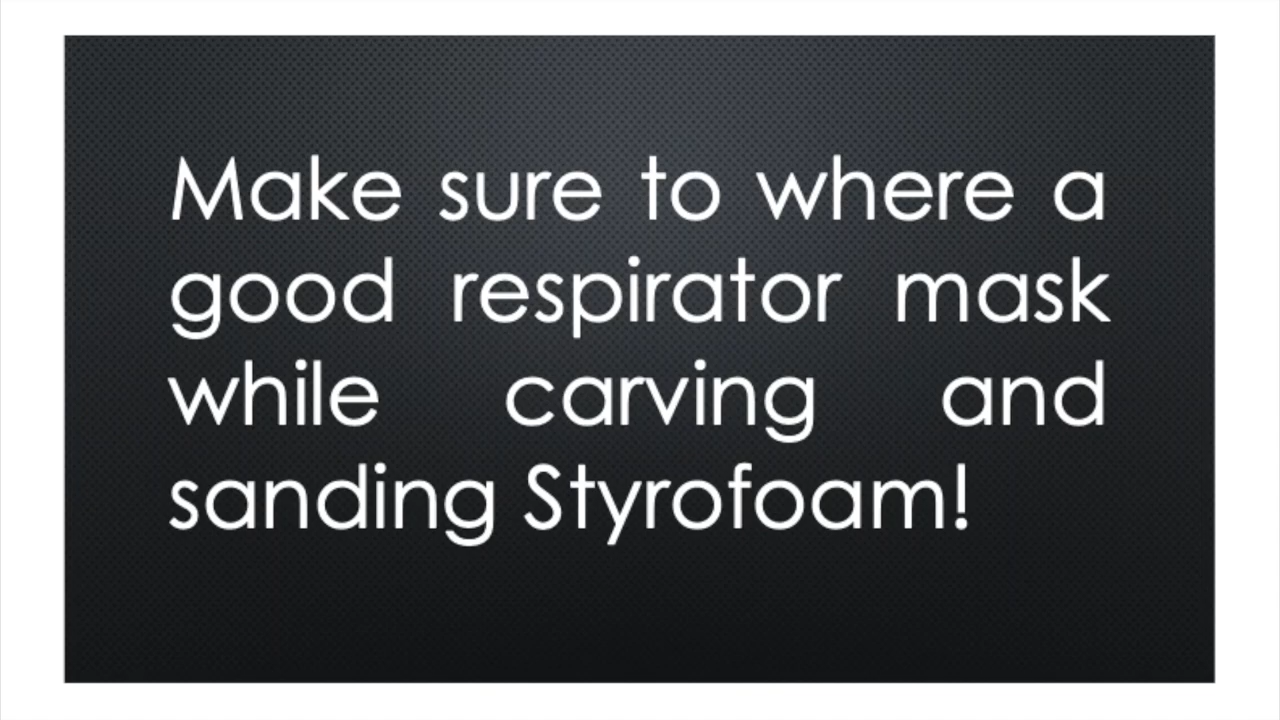 Make sure to where a
good respirator mask
while carving and
sanding Styrofoam!